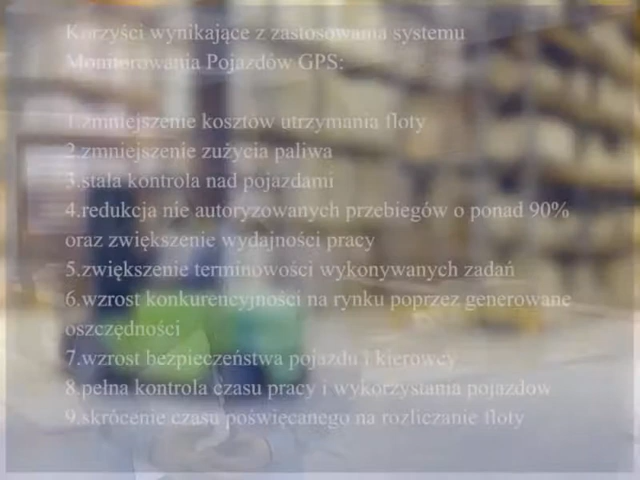 Korzyści wynikające z zastosowania systemu
Monitorowania Pojazdów GPS:
1.zmniejszenie kosztów utrzymania floty
2.zmniejszenie zużycia paliwa
3.stała kontrola nad pojazdami
4.redukcja nie autoryzowanych przebiegów o ponad 90%
oraz zwiększenie wydajności pracy
5.zwiększenie terminowości wykonywanych zadań
6.wzrost konkurencyjności na rynku poprzez generowane
oszczędności
7.wzrost bezpieczeństwa pojazdu i kierowcy
8.pełna kontrola czasu pracy i wykorzystania pojazdów
9.skrócenie czasu poświęcanego na rozliczanie floty